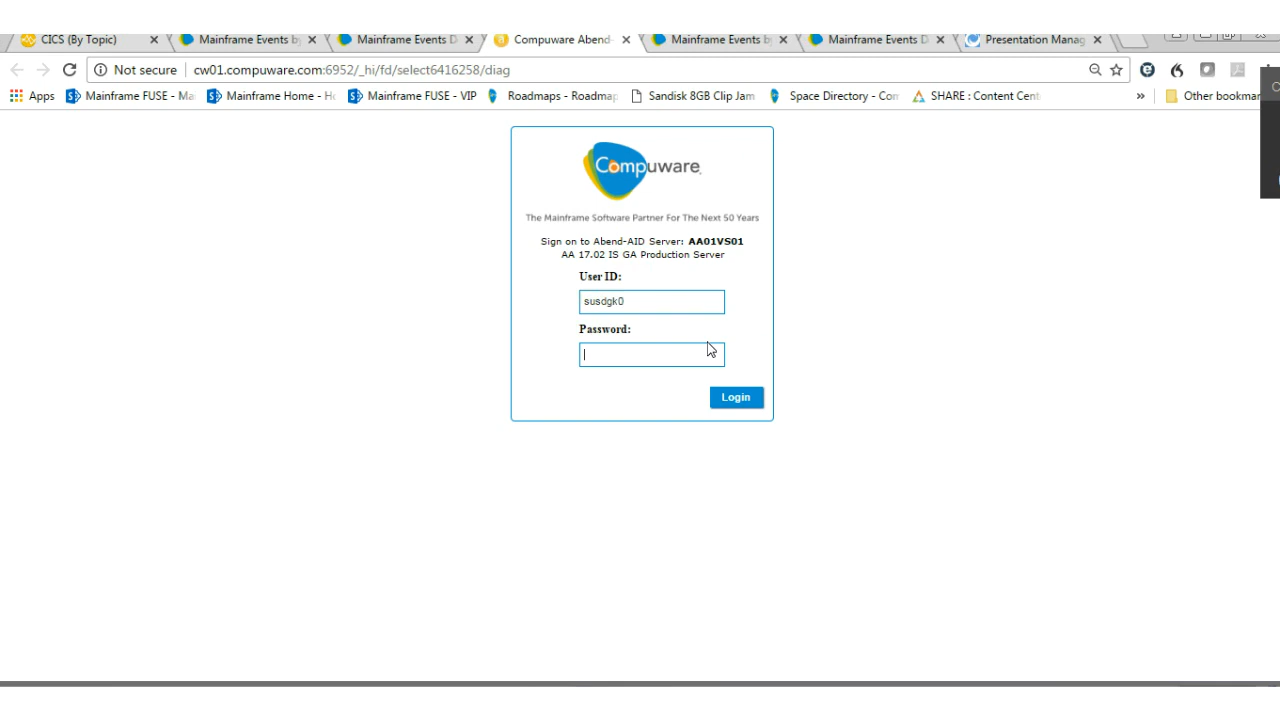 CICS (By Topic)
Mainframe Events by
Mainframe Events D
Compuware Abend-
Mainframe Events by
Mainframe Events D
Presentation Manag
Not secure
cw01.compuware.com:6952/_hi/fd/select6416258/diag
Apps
Mainframe FUSE - Ma
Mainframe Home - Ho
Mainframe FUSE - VIP
Roadmaps - Roadmap
Sandisk 8GB Clip Jam
Space Directory - Con
SHARE : Content Cent
»
Other bookmar
Compuware
The Mainframe Software Partner For The Next 50 Years
Sign on to Abend-AID Server: AA01VS01
AA 17.02 IS GA Production Server
User ID:
susdgk0
Password:
Login